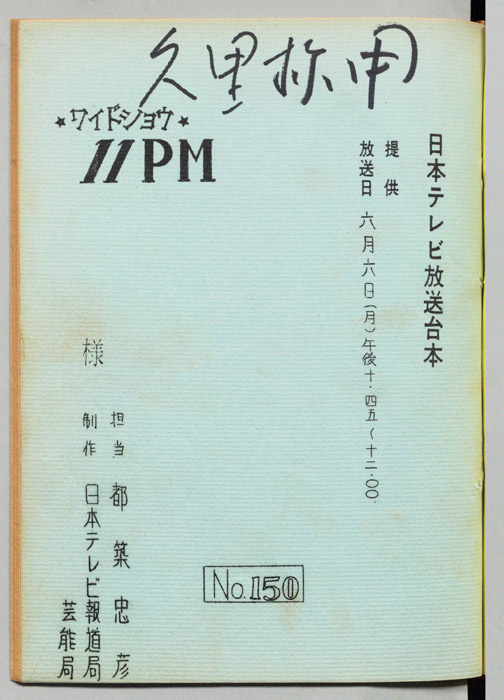 久里祢用
★ワイドショウ★
11PM
日本テレビ放送台本
提供
放送日 六月六日(月)午後十・四五~十二・〇〇
様
担当 都築忠彦
制作 日本テレビ報道局
芸能局
No.150